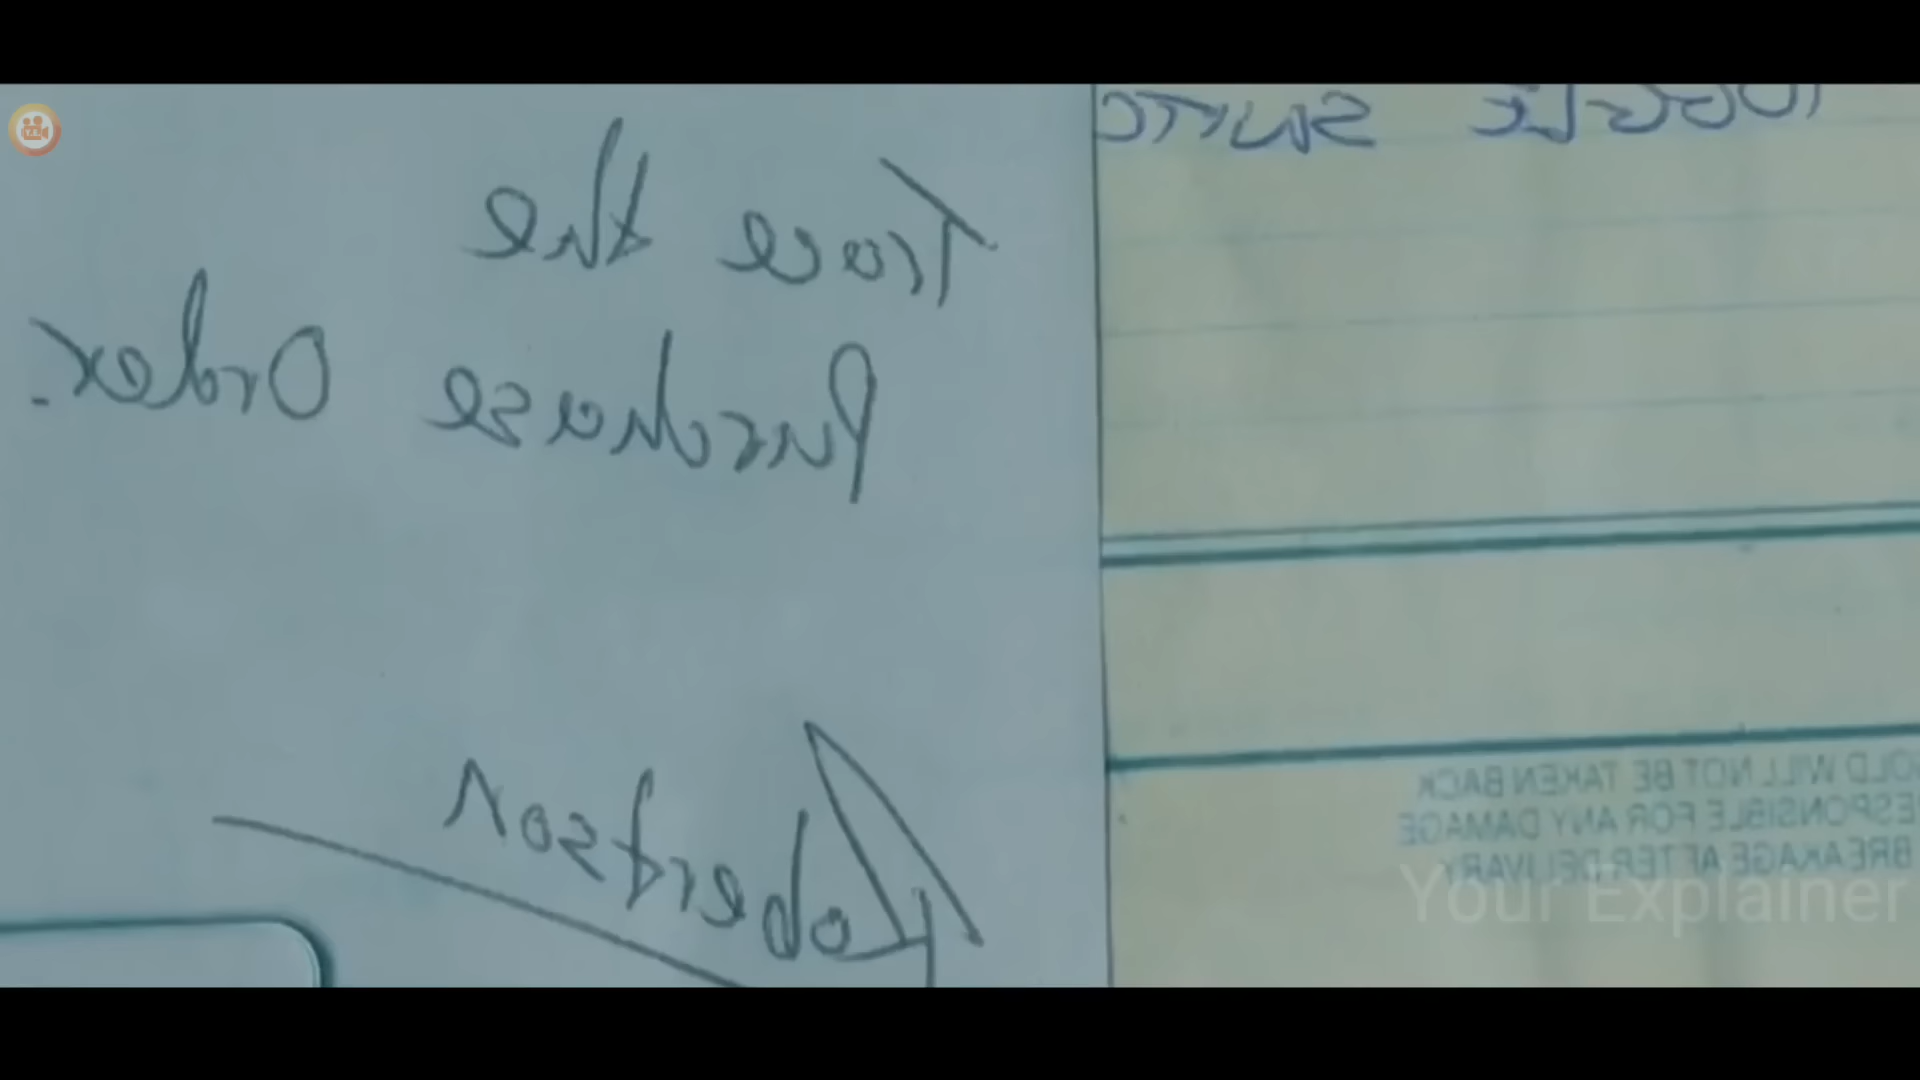 Trace the
Purchase Order.
Robertson
OLD WILL NOT BE TAKEN BACK
ESPONSIBLE FOR ANY DAMAGE
BREAKAGE AFTER DELIVARY
Your Explainer